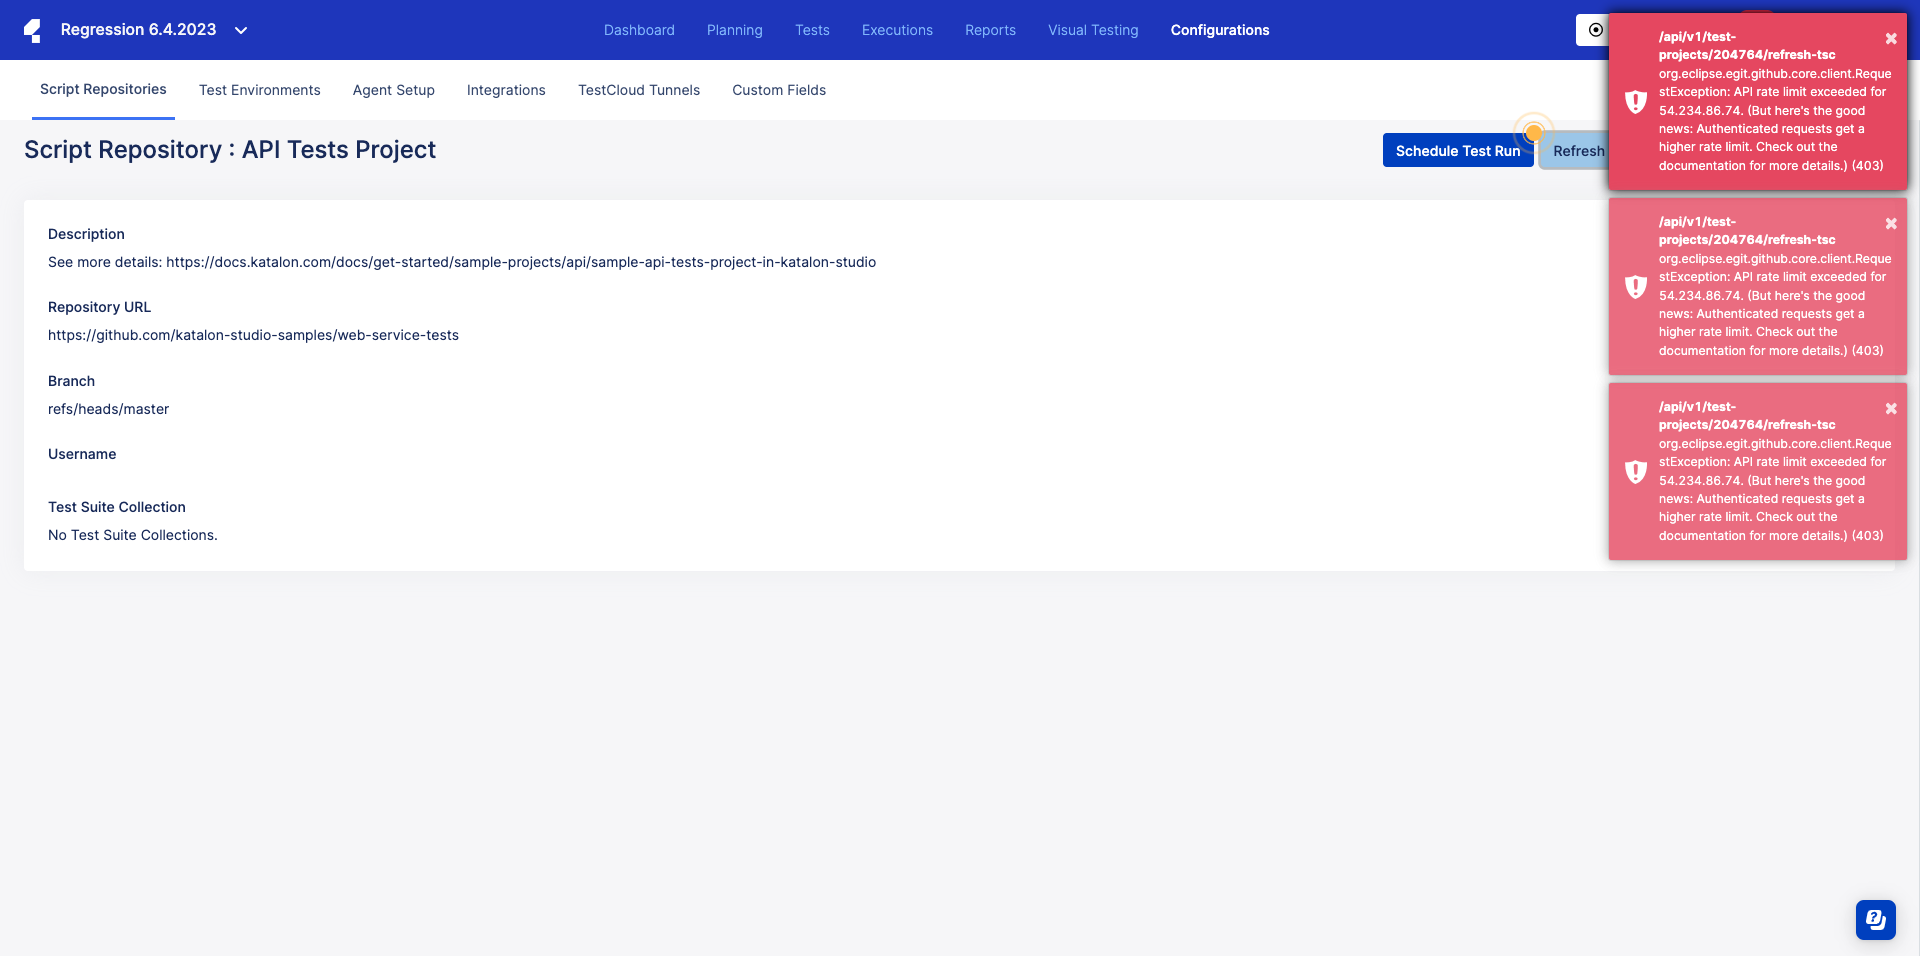 Regression 6.4.2023
Dashboard
Planning
Tests
Executions
Reports
Visual Testing
Configurations
Script Repositories
Test Environments
Agent Setup
Integrations
TestCloud Tunnels
Custom Fields
Script Repository : API Tests Project
Schedule Test Run
Refresh
Description
See more details: https://docs.katalon.com/docs/get-started/sample-projects/api/sample-api-tests-project-in-katalon-studio
Repository URL
https://github.com/katalon-studio-samples/web-service-tests
Branch
refs/heads/master
Username
Test Suite Collection
No Test Suite Collections.
/api/v1/test-
projects/204764/refresh-tsc
org.eclipse.egit.github.core.client.Reque
stException: API rate limit exceeded for
54.234.86.74. (But here's the good
news: Authenticated requests get a
higher rate limit. Check out the
documentation for more details.) (403)
/api/v1/test-
projects/204764/refresh-tsc
org.eclipse.egit.github.core.client.Reque
stException: API rate limit exceeded for
54.234.86.74. (But here's the good
news: Authenticated requests get a
higher rate limit. Check out the
documentation for more details.) (403)
/api/v1/test-
projects/204764/refresh-tsc
org.eclipse.egit.github.core.client.Reque
stException: API rate limit exceeded for
54.234.86.74. (But here's the good
news: Authenticated requests get a
higher rate limit. Check out the
documentation for more details.) (403)